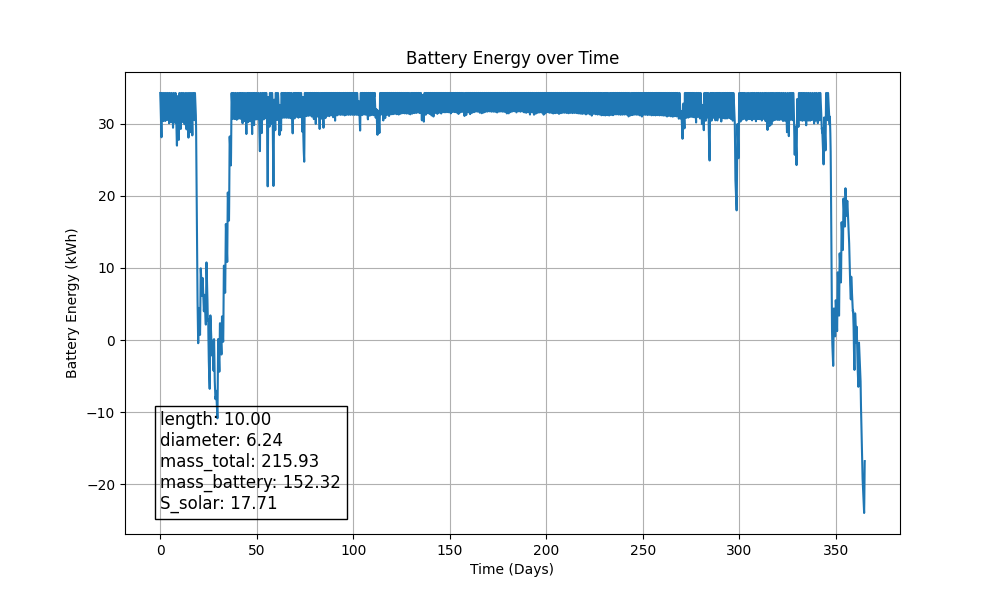 Battery Energy over Time
Battery Energy (kWh)
30
20
10
0
−10
−20
length: 10.00
diameter: 6.24
mass_total: 215.93
mass_battery: 152.32
S_solar: 17.71
0 50 100 150 200 250 300 350
Time (Days)